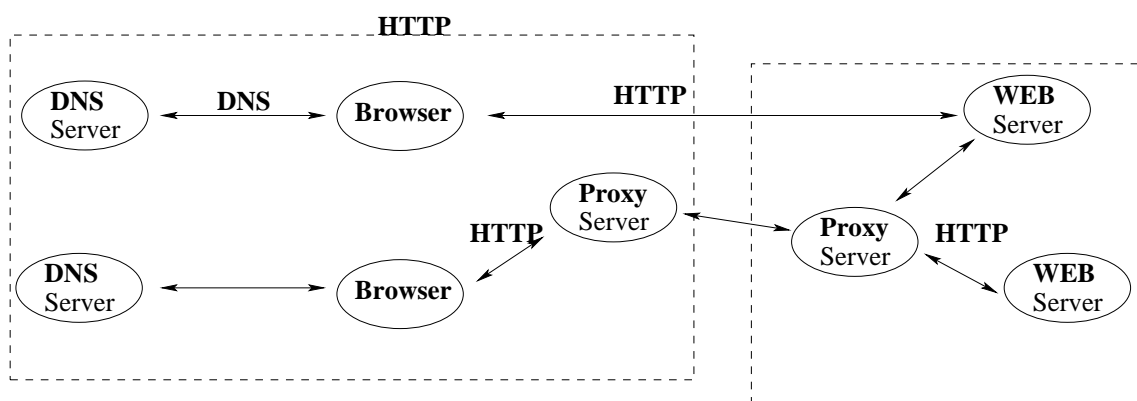 HTTP
DNS
Server
DNS
Browser
HTTP
WEB
Server
Proxy
Server
HTTP
Proxy
Server
HTTP
DNS
Server
Browser
WEB
Server